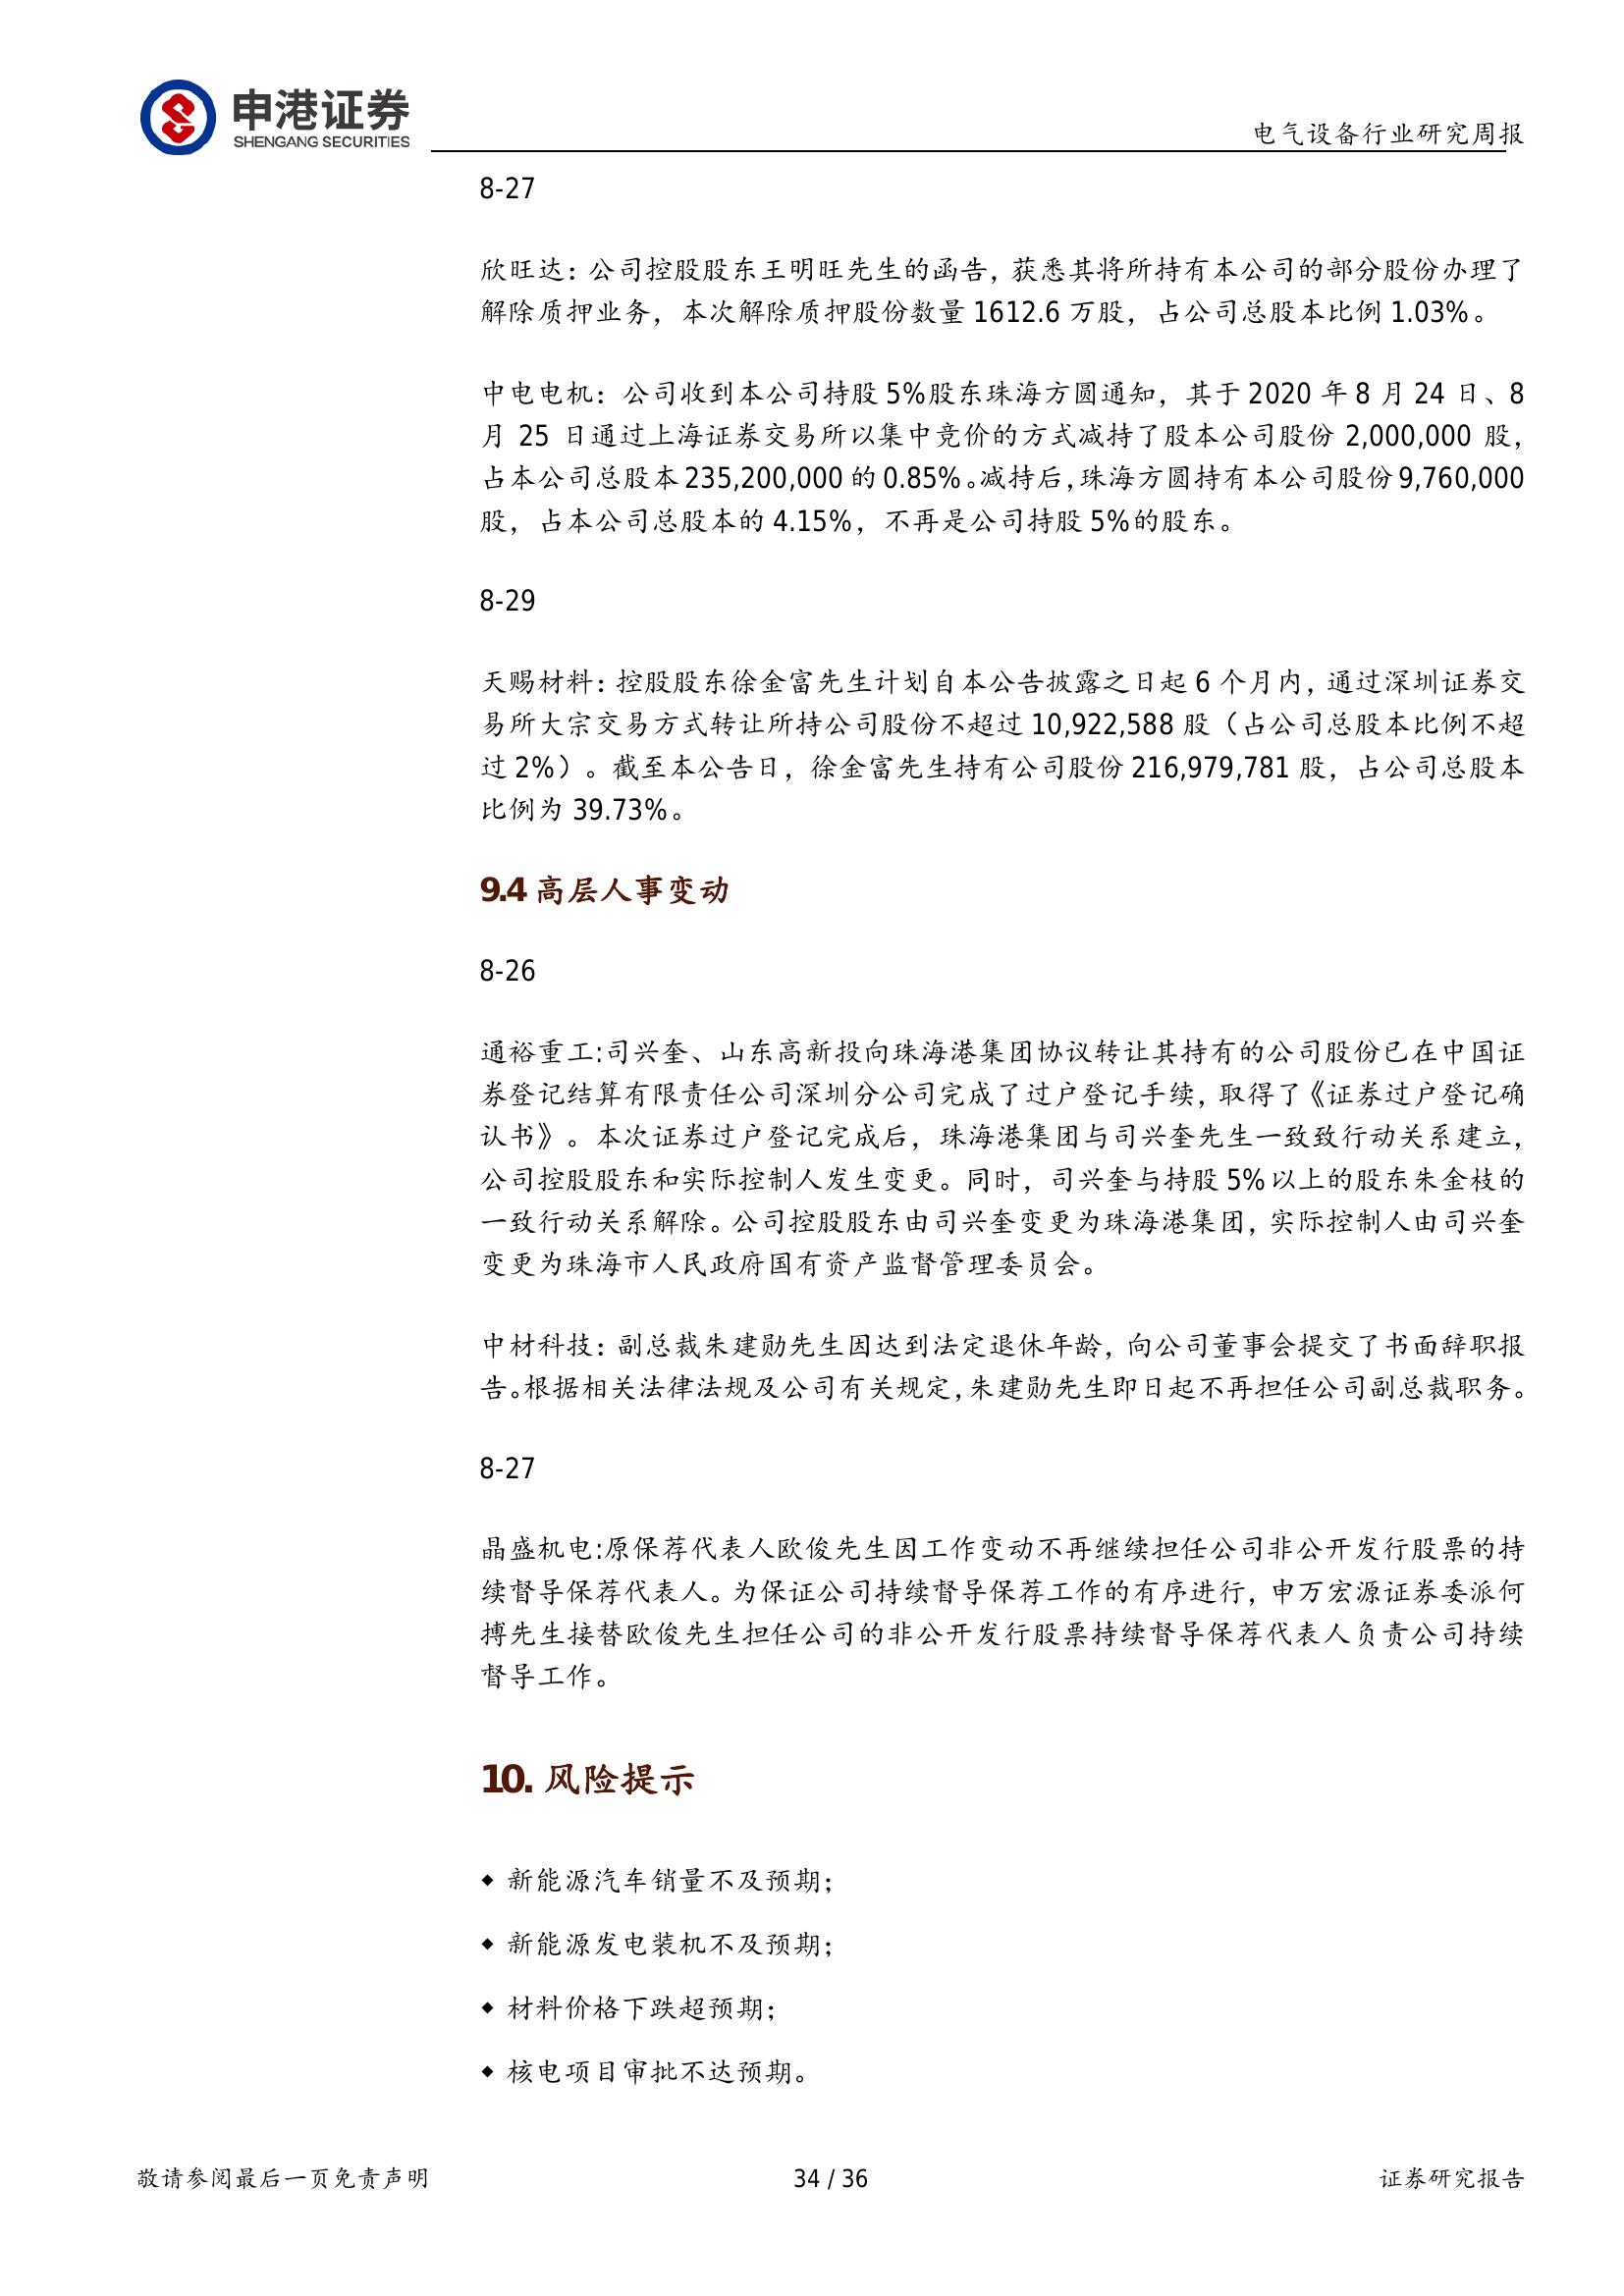 申港证券
SHENGANG SECURITIES
电气设备行业研究周报
8-27
欣旺达：公司控股股东王明旺先生的函告，获悉其将所持有本公司的部分股份办理了
解除质押业务，本次解除质押股份数量 1612.6 万股，占公司总股本比例 1.03%。
中电电机：公司收到本公司持股 5%股东珠海方圆通知，其于 2020 年 8 月 24 日、8
月 25 日通过上海证券交易所以集中竞价的方式减持了股本公司股份 2,000,000 股，
占本公司总股本 235,200,000 的 0.85%。减持后，珠海方圆持有本公司股份 9,760,000
股，占本公司总股本的 4.15%，不再是公司持股 5%的股东。
8-29
天赐材料：控股股东徐金富先生计划自本公告披露之日起 6 个月内，通过深圳证券交
易所大宗交易方式转让所持公司股份不超过 10,922,588 股（占公司总股本比例不超
过 2%）。截至本公告日，徐金富先生持有公司股份 216,979,781 股，占公司总股本
比例为 39.73%。
9.4 高层人事变动
8-26
通裕重工:司兴奎、山东高新投向珠海港集团协议转让其持有的公司股份已在中国证
券登记结算有限责任公司深圳分公司完成了过户登记手续，取得了《证券过户登记确
认书》。本次证券过户登记完成后，珠海港集团与司兴奎先生一致致行动关系建立，
公司控股股东和实际控制人发生变更。同时，司兴奎与持股 5%以上的股东朱金枝的
一致行动关系解除。公司控股股东由司兴奎变更为珠海港集团，实际控制人由司兴奎
变更为珠海市人民政府国有资产监督管理委员会。
中材科技：副总裁朱建勋先生因达到法定退休年龄，向公司董事会提交了书面辞职报
告。根据相关法律法规及公司有关规定，朱建勋先生即日起不再担任公司副总裁职务。
8-27
晶盛机电:原保荐代表人欧俊先生因工作变动不再继续担任公司非公开发行股票的持
续督导保荐代表人。为保证公司持续督导保荐工作的有序进行，申万宏源证券委派何
搏先生接替欧俊先生担任公司的非公开发行股票持续督导保荐代表人负责公司持续
督导工作。
10. 风险提示
◆ 新能源汽车销量不及预期；
◆ 新能源发电装机不及预期；
◆ 材料价格下跌超预期；
◆ 核电项目审批不达预期。
敬请参阅最后一页免责声明
34 / 36
证券研究报告